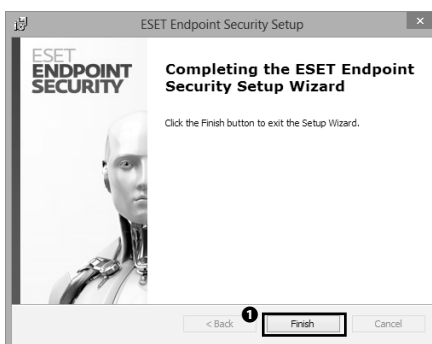 ESET Endpoint Security Setup
ESET
ENDPOINT
SECURITY
Completing the ESET Endpoint
Security Setup Wizard
Click the Finish button to exit the Setup Wizard.
< Back
1
Finish
Cancel